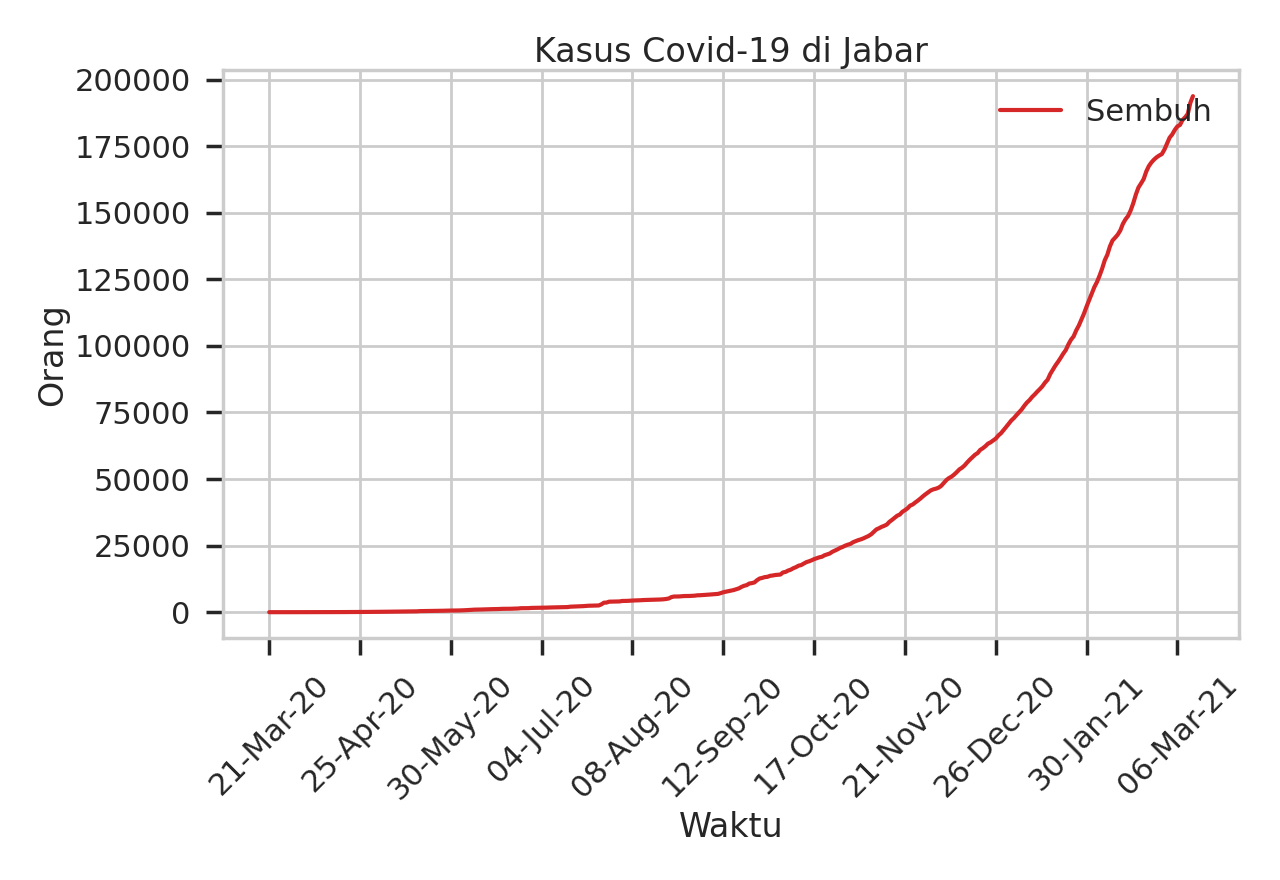 Kasus Covid-19 di Jabar
Sembuh
Orang
200000
175000
150000
125000
100000
75000
50000
25000
0
21-Mar-20
25-Apr-20
30-May-20
04-Jul-20
08-Aug-20
12-Sep-20
17-Oct-20
21-Nov-20
26-Dec-20
30-Jan-21
06-Mar-21
Waktu